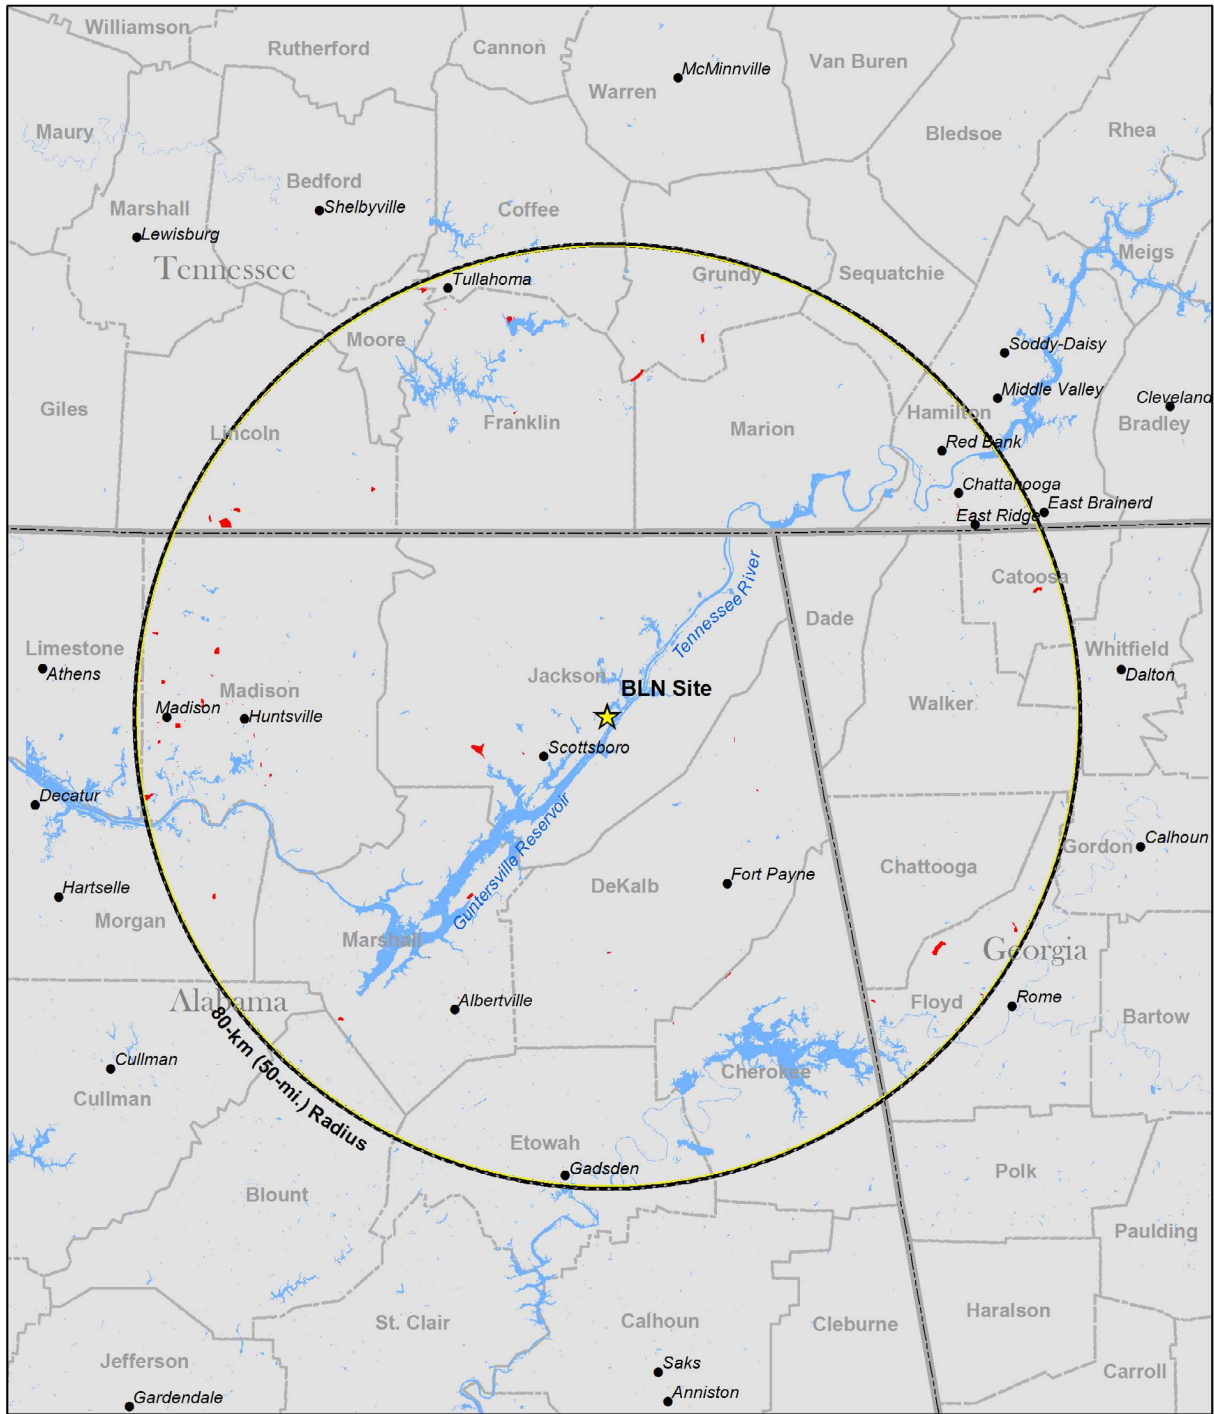 Williamson
Rutherford
Cannon
McMinnville
Van Buren
Warren
Maury
Bledsoe
Rhea
Bedford
Marshall
Shelbyville
Coffee
Lewisburg
Tennessee
Meigs
Grundy
Sequatchie
Tullahoma
Moore
Soddy-Daisy
Middle Valley
Cleveland
Giles
Lincoln
Franklin
Marion
Hamilton
Bradley
Red Bank
Chattanooga
East Ridge
East Brainerd
Tennessee River
Catoosa
Dade
Limestone
Athens
Whitfield
Dalton
Jackson
BLN Site
Madison
Walker
Madison
Huntsville
Scottsboro
Decatur
Guntersville Reservoir
Calhoun
Gordon
Chattooga
Hartselle
DeKalb
Fort Payne
Morgan
Marshall
Georgia
Alabama
Albertville
Floyd
Rome
Bartow
80-km (50-mi.) Radius
Cullman
Cullman
Cherokee
Etowah
Gadsden
Blount
Polk
Paulding
St. Clair
Calhoun
Cleburne
Haralson
Jefferson
Saks
Carroll
Gardendale
Anniston